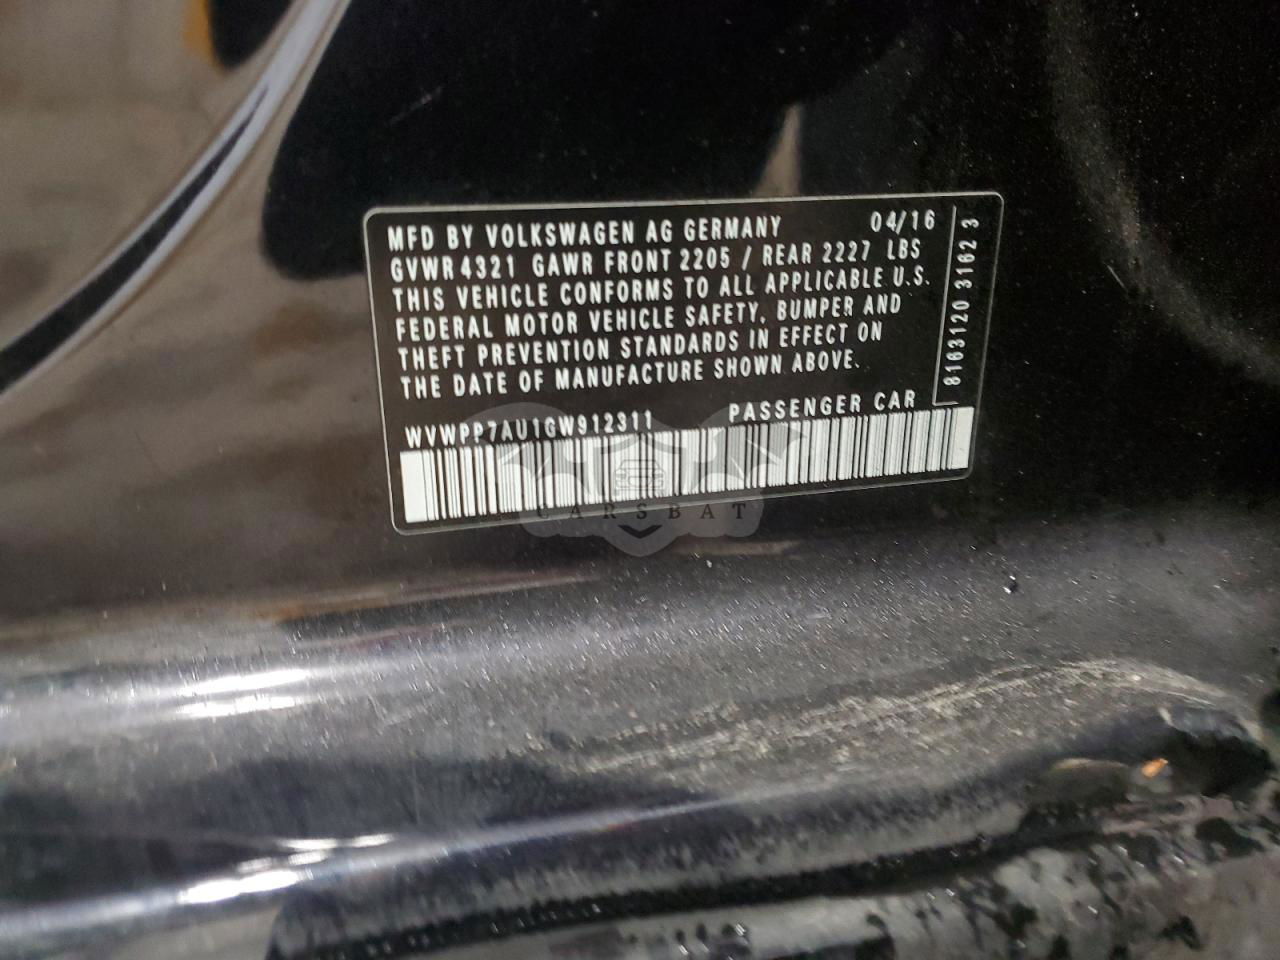 MFD BY VOLKSWAGEN AG GERMANY 04/16
GVWR 4321 GAWR FRONT 2205 / REAR 2227 LBS
THIS VEHICLE CONFORMS TO ALL APPLICABLE U.S.
FEDERAL MOTOR VEHICLE SAFETY, BUMPER AND
THEFT PREVENTION STANDARDS IN EFFECT ON
THE DATE OF MANUFACTURE SHOWN ABOVE.
WVWPP7AU1GW912311 PASSENGER CAR
8163120 3162 3
CARSBAT